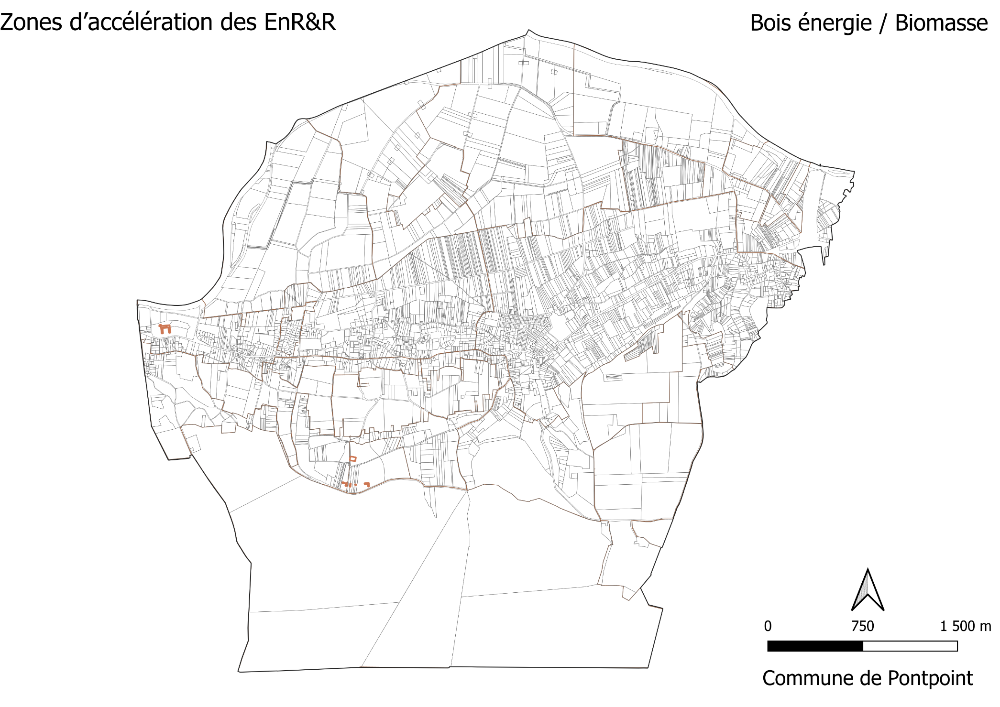 Zones d’accélération des EnR&R
Bois énergie / Biomasse
0 750 1 500 m
Commune de Pontpoint